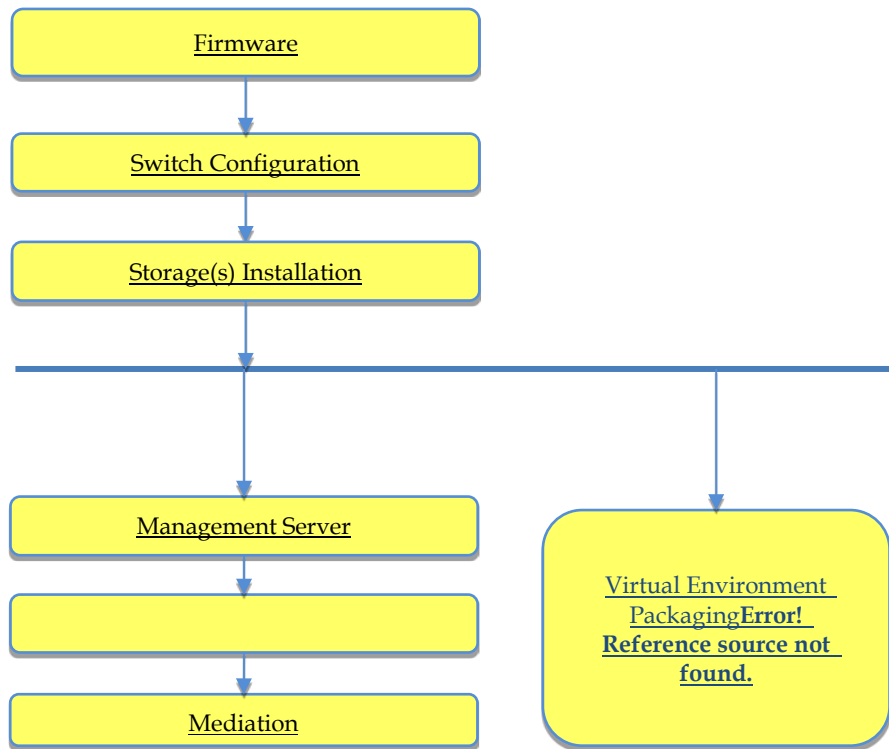 Firmware
Switch Configuration
Storage(s) Installation
Management Server
Mediation
Virtual Environment
PackagingError!
Reference source not
found.